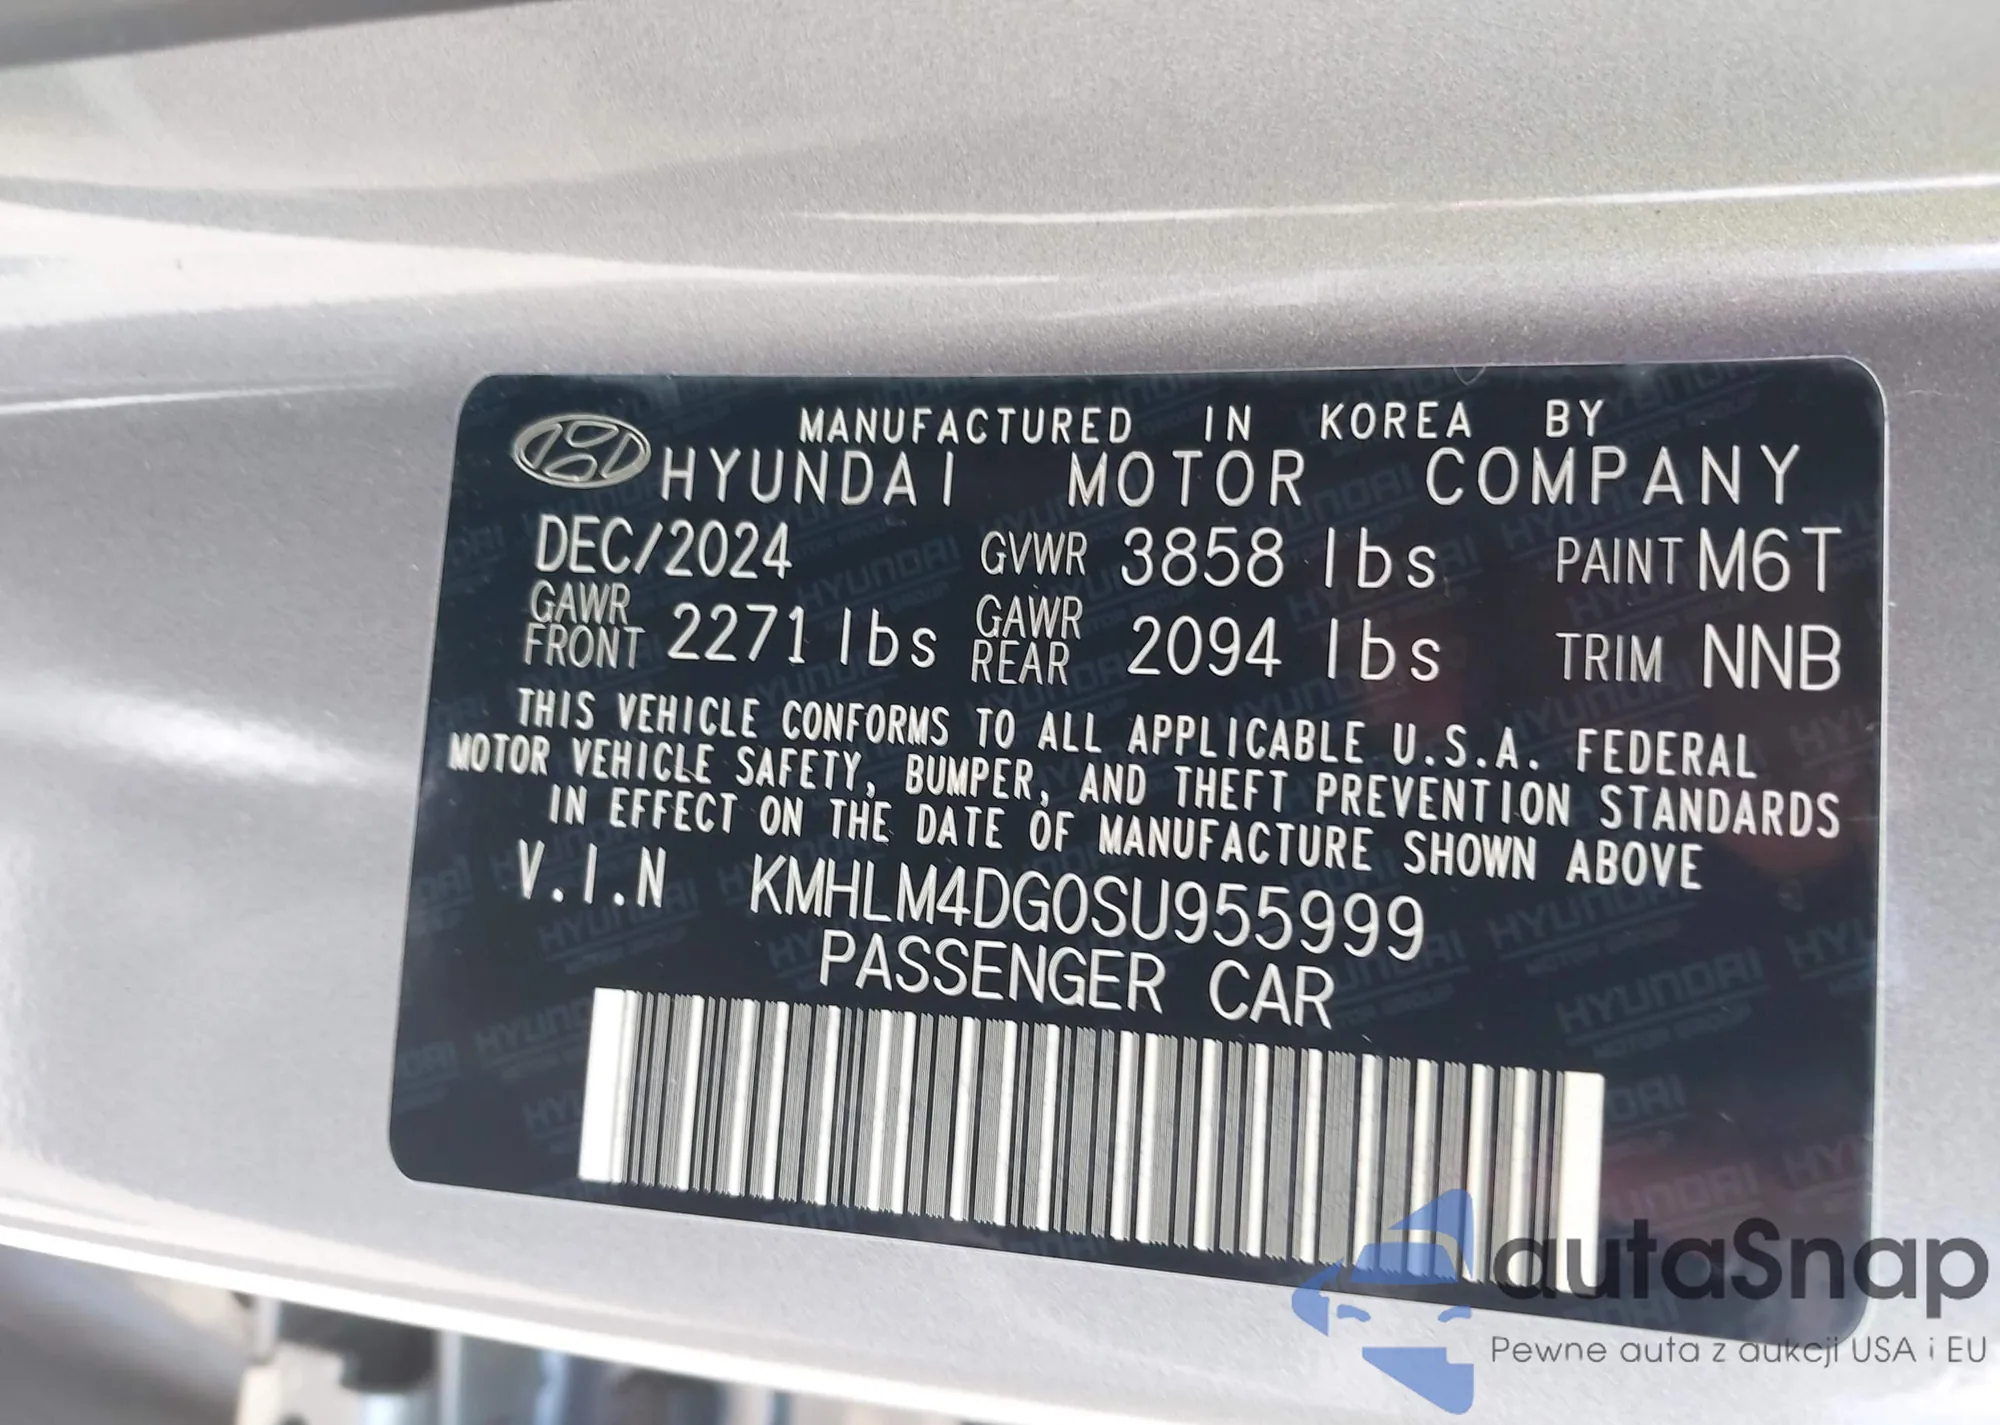 MANUFACTURED IN KOREA BY
HYUNDAI MOTOR COMPANY
DEC/2024 GVWR 3858 lbs PAINT M6T
GAWR FRONT 2271 lbs GAWR REAR 2094 lbs TRIM NNB
THIS VEHICLE CONFORMS TO ALL APPLICABLE U.S.A. FEDERAL
MOTOR VEHICLE SAFETY, BUMPER, AND THEFT PREVENTION STANDARDS
IN EFFECT ON THE DATE OF MANUFACTURE SHOWN ABOVE
V.I.N KMHLM4DG0SU955999
PASSENGER CAR
autaSnap
Pewne auta z aukcji USA i EU